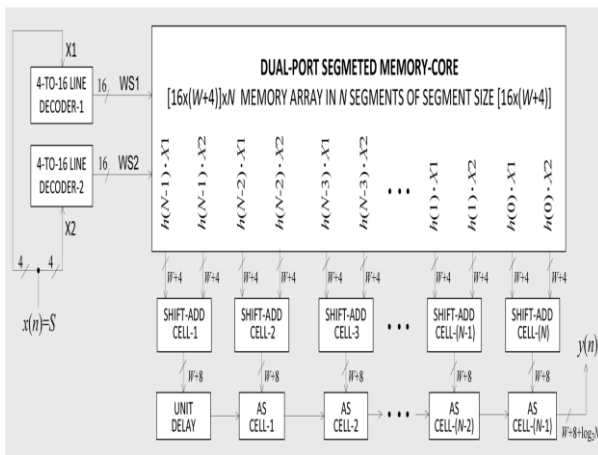 X1
4-TO-16 LINE
DECODER-1
16
WS1
4-TO-16 LINE
DECODER-2
16
WS2
X2
4
4
x(n)=S
DUAL-PORT SEGMETED MEMORY-CORE
[16x(W+4)]xN MEMORY ARRAY IN N SEGMENTS OF SEGMENT SIZE [16x(W+4)]
h(N-1)·X1
h(N-1)·X2
h(N-2)·X1
h(N-2)·X2
h(N-3)·X1
h(N-3)·X2
• • •
h(1)·X1
h(1)·X2
h(0)·X1
h(0)·X2
W+4
W+4
W+4
W+4
W+4
W+4
W+4
W+4
W+4
W+4
SHIFT-ADD
CELL-1
SHIFT-ADD
CELL-2
SHIFT-ADD
CELL-3
• • •
SHIFT-ADD
CELL-(N-1)
SHIFT-ADD
CELL-(N)
y(n)
W+8
W+8
W+8
W+8
W+8
UNIT
DELAY
AS
CELL-1
AS
CELL-2
• • •
AS
CELL-(N-2)
AS
CELL-(N-1)
W+8+log₂N